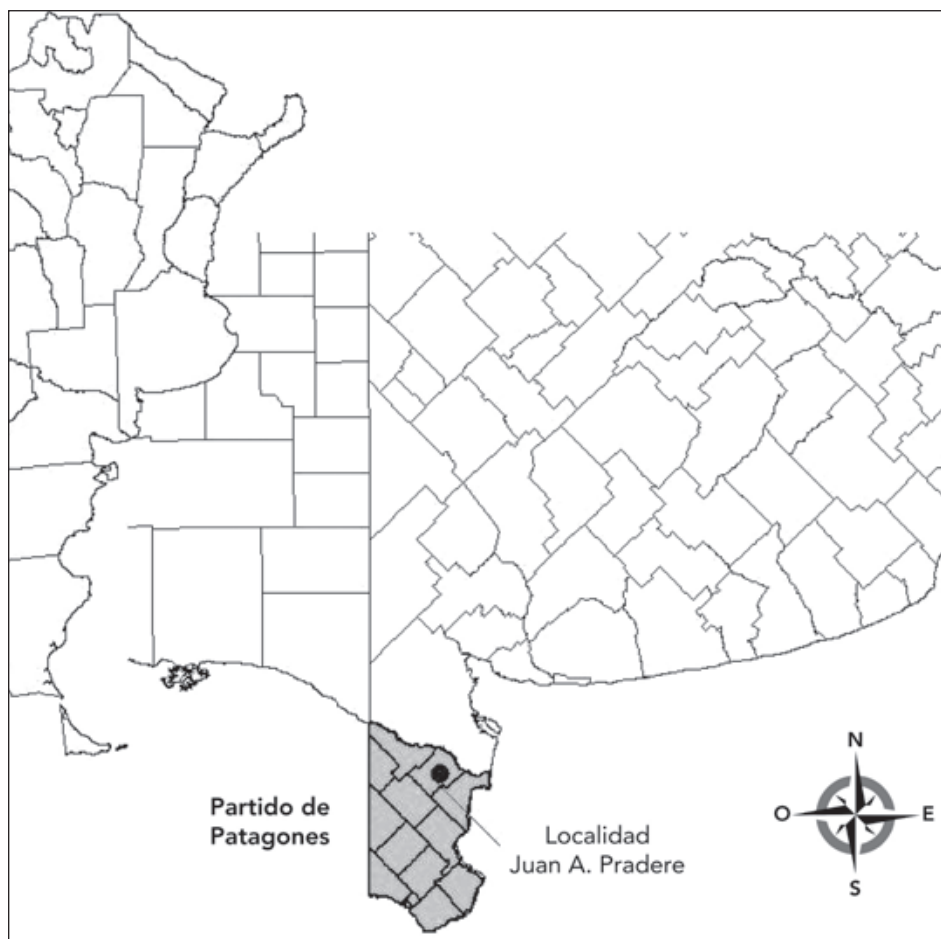 Partido de
Patagones
Localidad
Juan A. Pradere
N
O
E
S